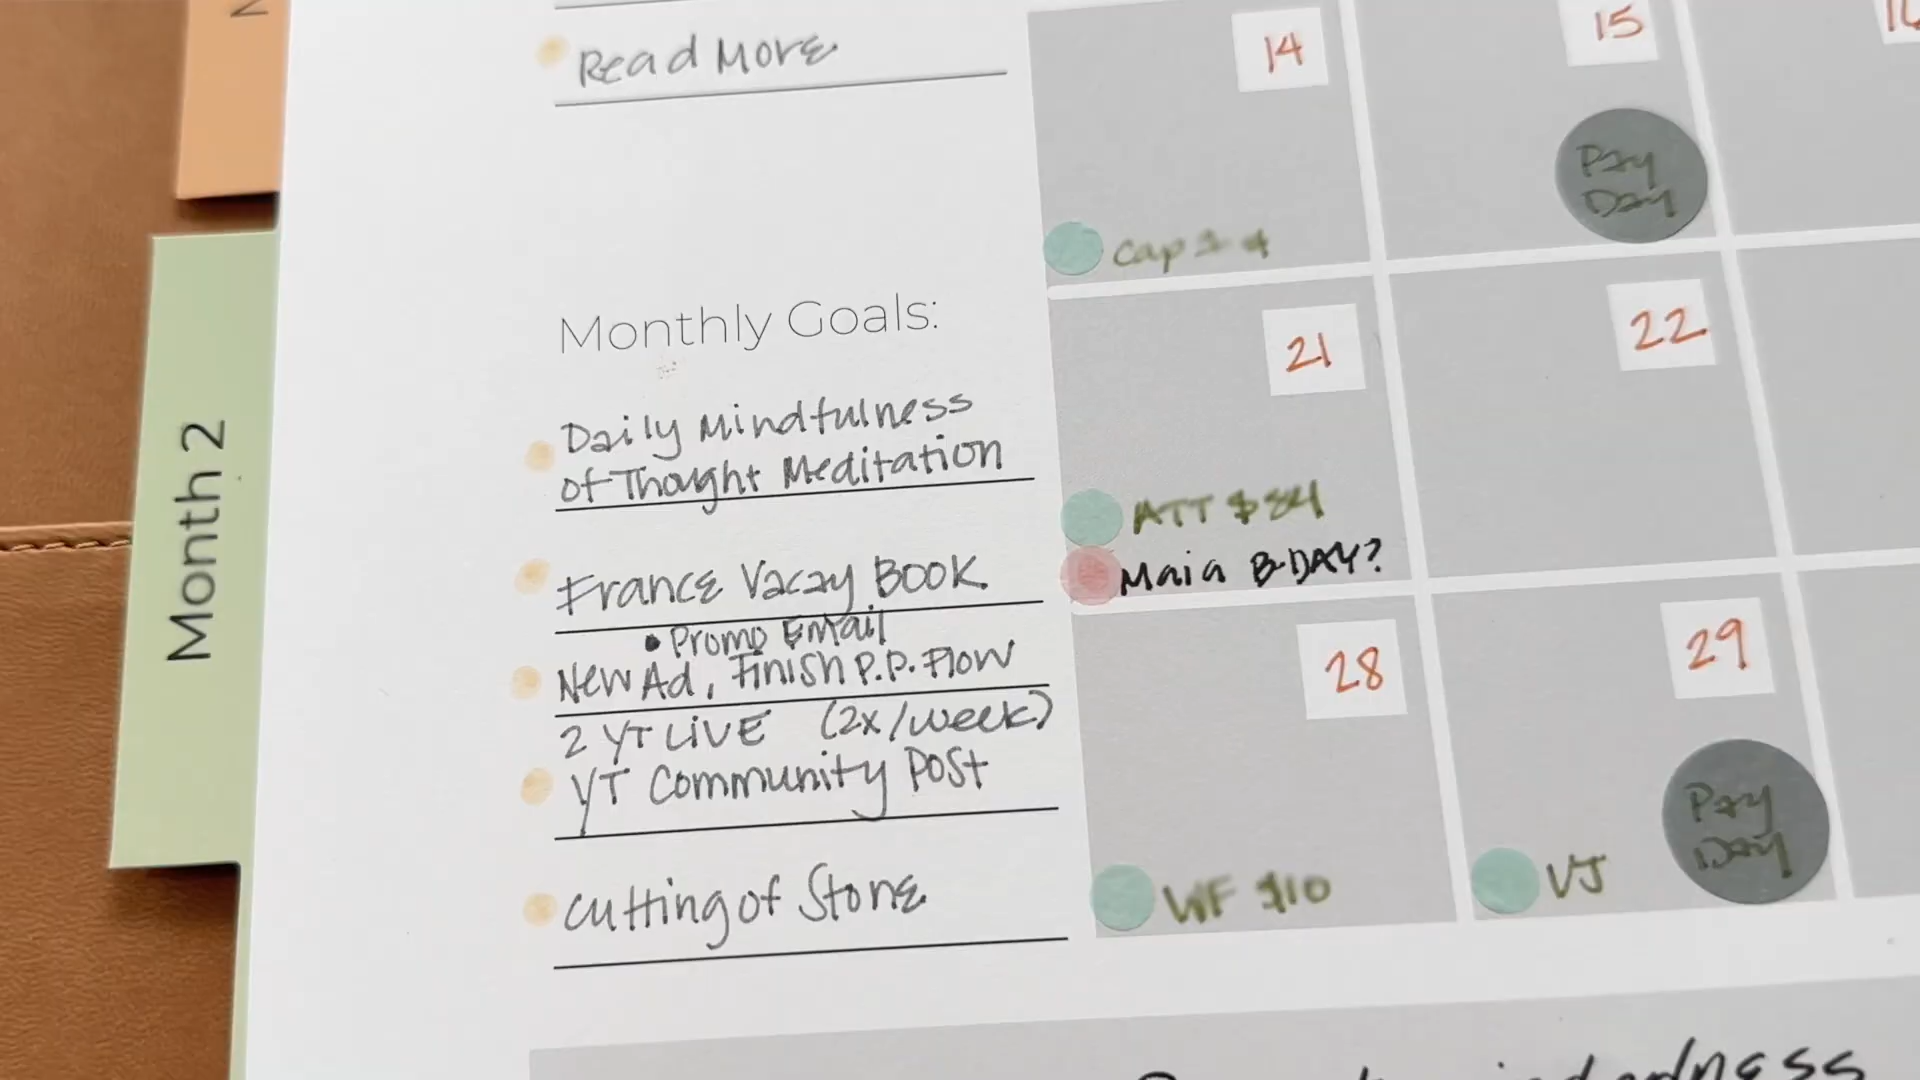 Read More
14
15
Pay
Day
Cap
Month 2
Monthly Goals:
Daily Mindfulness
of Thought Meditation
France Vacay Book
• Promo Email
New Ad, Finish P.P. Flow
2 YT LIVE (2x/week)
YT Community Post
Cutting of Stone
21
22
ATT $84
Maia B-DAY?
28
29
Pay
Day
WF $10
VJ